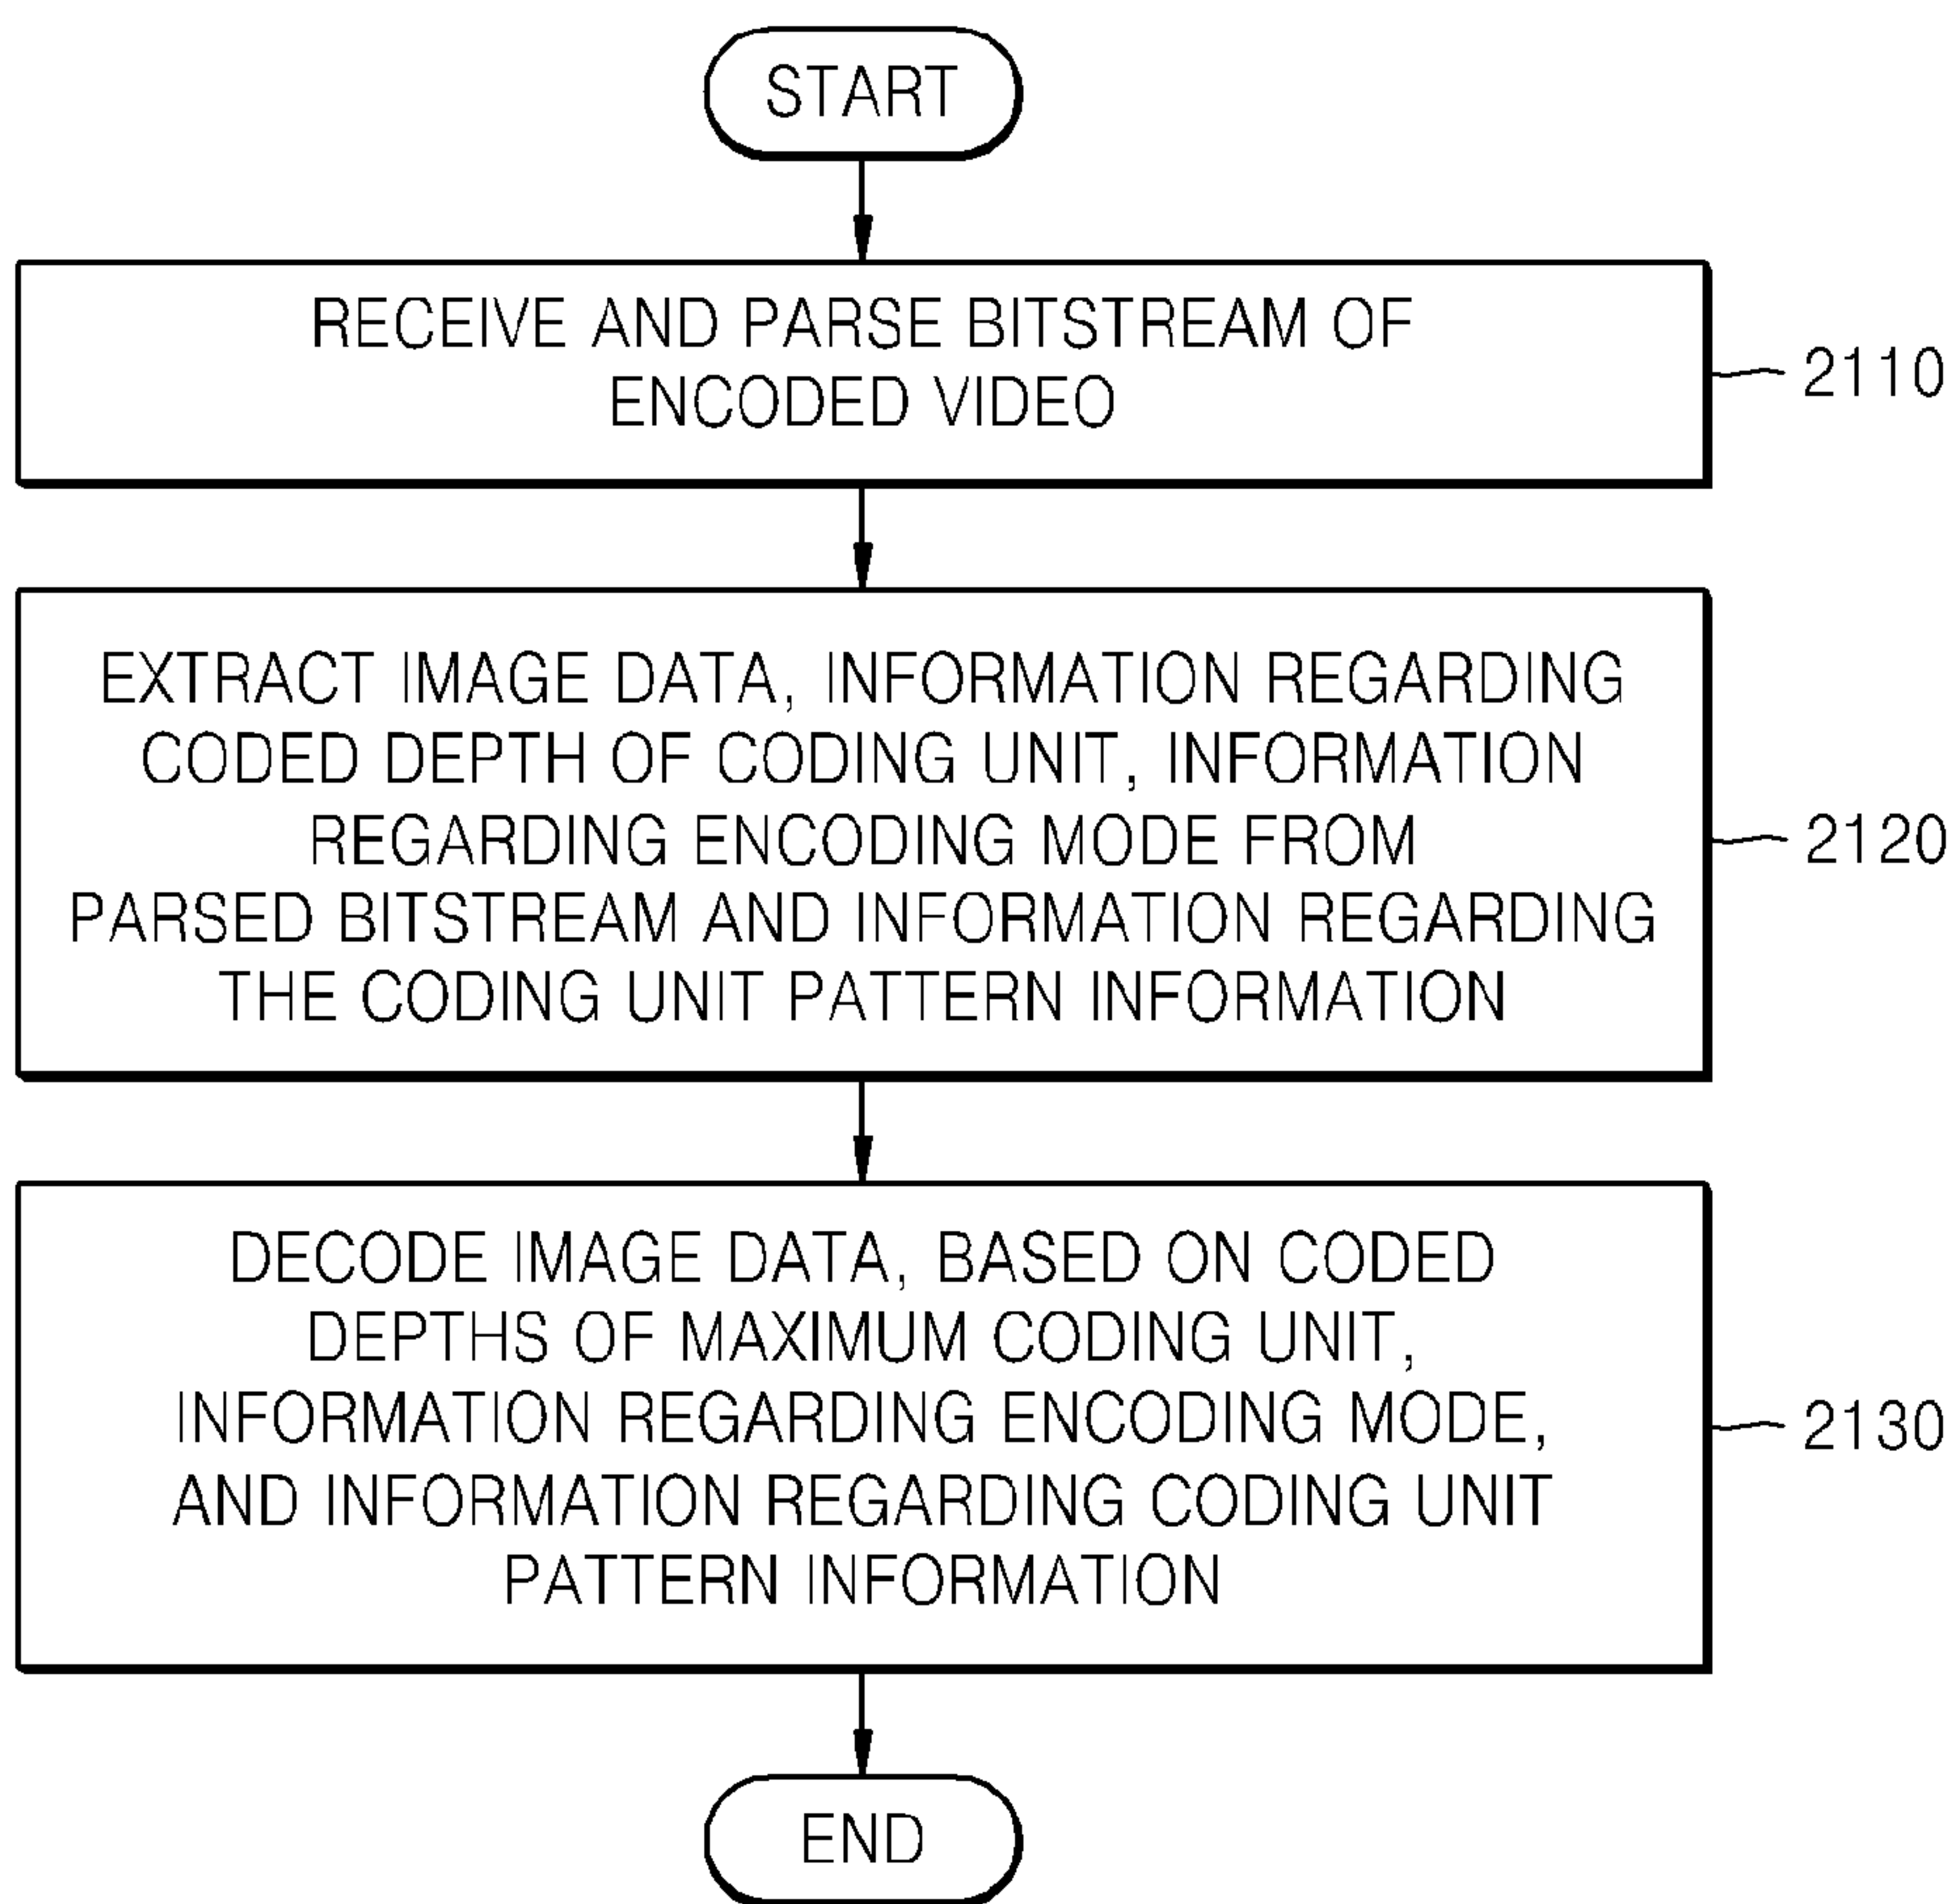 START
RECEIVE AND PARSE BITSTREAM OF
ENCODED VIDEO
2110
EXTRACT IMAGE DATA, INFORMATION REGARDING
CODED DEPTH OF CODING UNIT, INFORMATION
REGARDING ENCODING MODE FROM
PARSED BITSTREAM AND INFORMATION REGARDING
THE CODING UNIT PATTERN INFORMATION
2120
DECODE IMAGE DATA, BASED ON CODED
DEPTHS OF MAXIMUM CODING UNIT,
INFORMATION REGARDING ENCODING MODE,
AND INFORMATION REGARDING CODING UNIT
PATTERN INFORMATION
2130
END